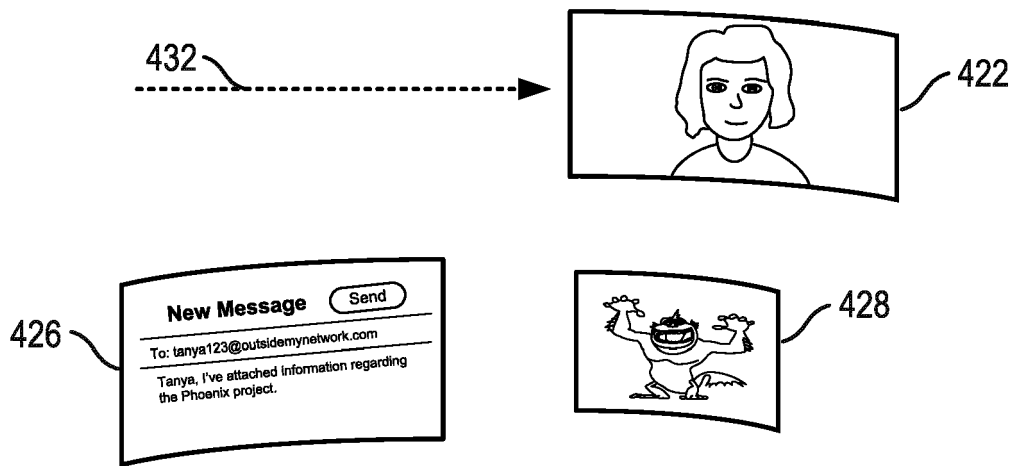 432
422
New Message
Send
To: tanya123@outsidemynetwork.com
Tanya, I've attached information regarding
the Phoenix project.
426
428